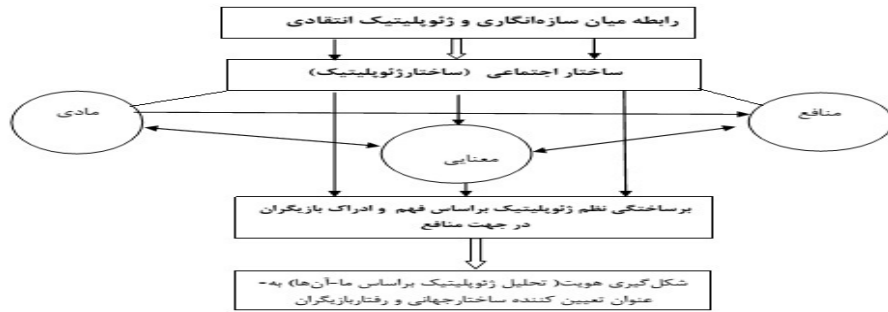 رابطه میان سازه‌انگاری و ژئوپلیتیک انتقادی
ساختار اجتماعی (ساختارژئوپلیتیک)
منافع
مادی
معنایی
برساختگی نظم ژئوپلیتیک براساس فهم و ادراک بازیگران
در جهت منافع
شکل‌گیری هویت( تحلیل ژئوپلیتیک براساس ما-آن‌ها) به-
عنوان تعیین کننده ساختارجهانی و رفتاربازیگران